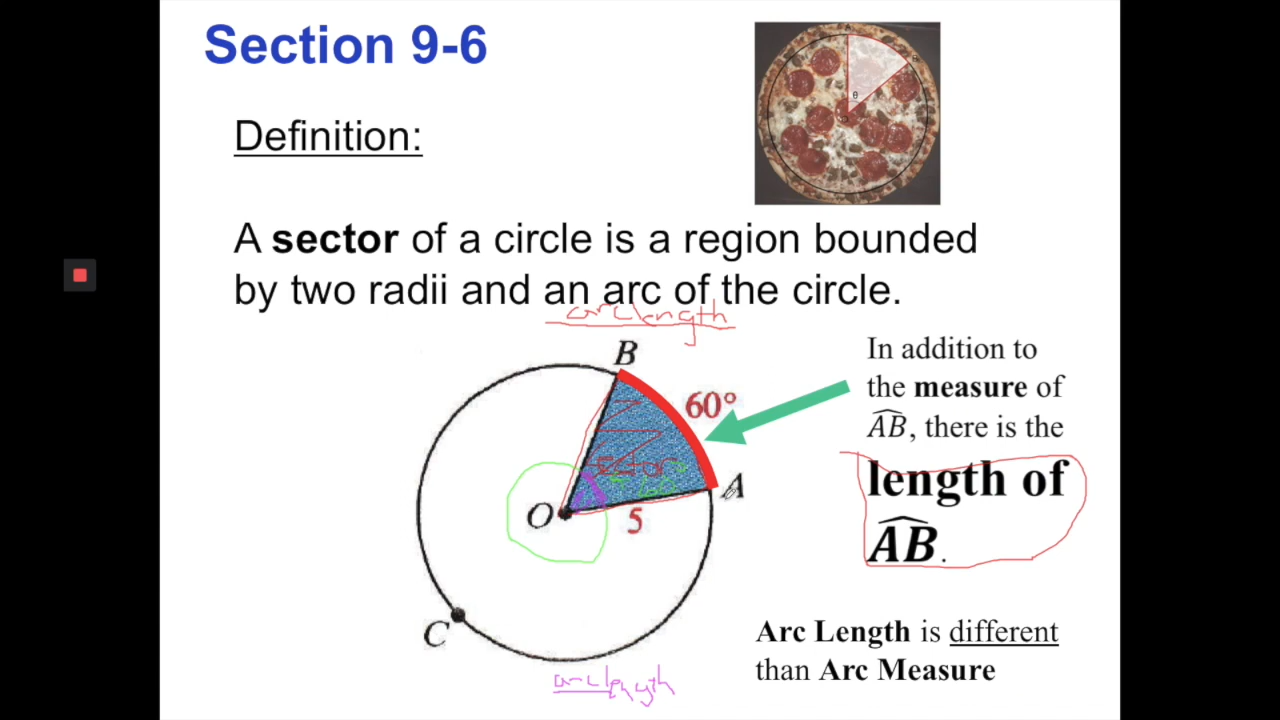 Section 9-6
θ
Definition:
A sector of a circle is a region bounded
by two radii and an arc of the circle.
arc length
B
60°
In addition to
the measure of
AB, there is the
length of
AB.
sector
A
O
5
C
Arc Length is different
than Arc Measure
arc length